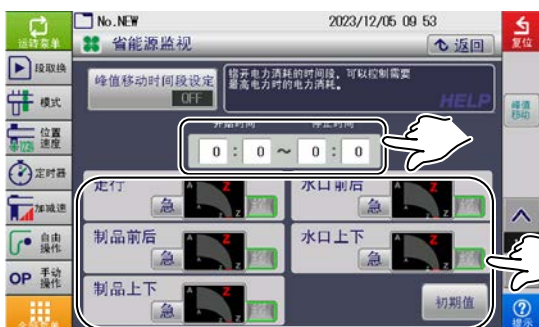 No.NEW
2023/12/05 09 53
运转菜单
省能源监视
返回
复位
段取换
模式
位置
速度
定时器
加减速
自由
操作
OP 手动
操作
峰值移动时间段设定
OFF
错开电力消耗的时间段，可以控制需要
最高电力时的电力消耗。
HELP
峰值
移动
开始时间
停止时间
0 : 0 ~ 0 : 0
走行
急
A Z
A Z
水口前后
急
A Z
A Z
制品前后
急
A Z
A Z
水口上下
急
A Z
A Z
制品上下
急
A Z
A Z
初期值
提示